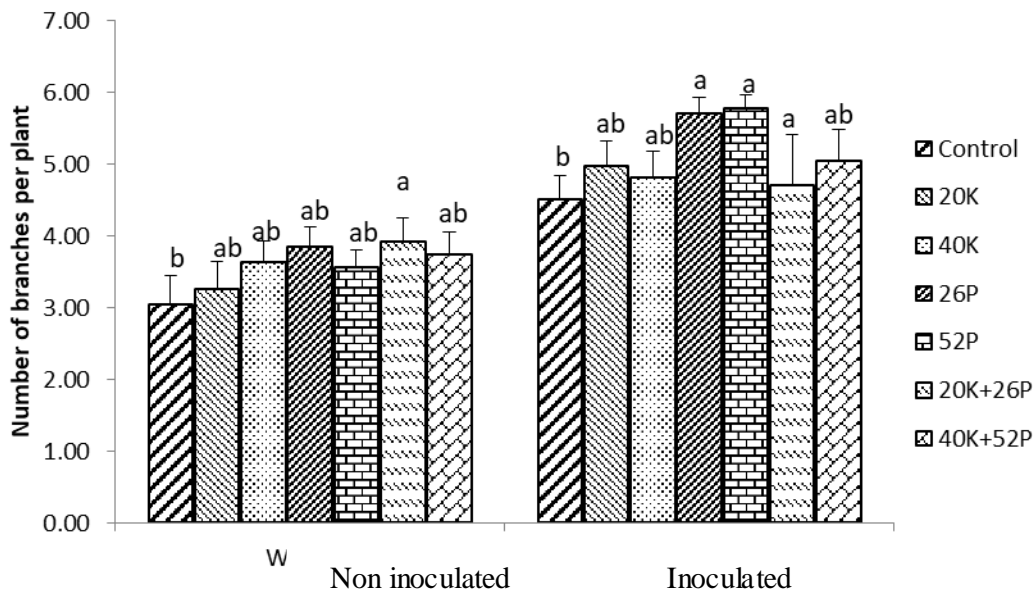 Number of branches per plant
7.00
6.00
5.00
4.00
3.00
2.00
1.00
0.00
b
ab
ab
ab
ab
a
ab
b
ab
ab
a
a
a
ab
Control
20K
40K
26P
52P
20K+26P
40K+52P
W
Non inoculated
Inoculated